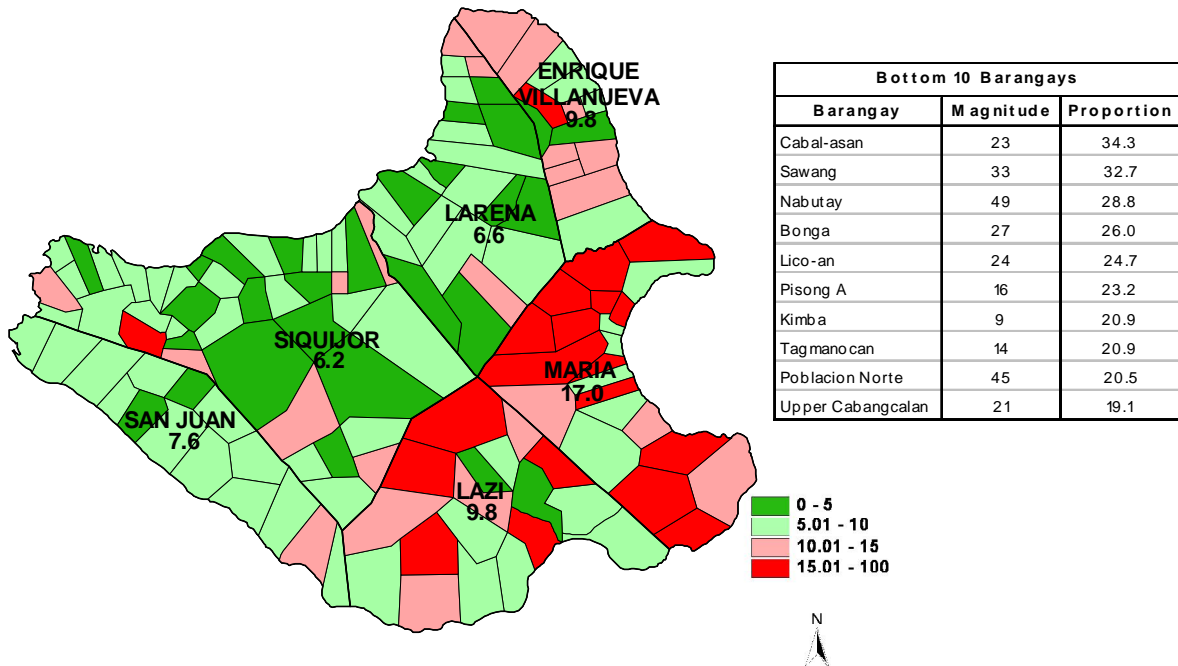 ENRIQUE
VILLANUEVA
9.8
LARENA
6.6
SIQUIJOR
6.2
MARIA
17.0
SAN JUAN
7.6
LAZI
9.8
Bottom 10 Barangays
Barangay Magnitude Proportion
Cabal-asan 23 34.3
Sawang 33 32.7
Nabutay 49 28.8
Bonga 27 26.0
Lico-an 24 24.7
Pisong A 16 23.2
Kimba 9 20.9
Tagmanocan 14 20.9
Poblacion Norte 45 20.5
Upper Cabangcalan 21 19.1
0 - 5
5.01 - 10
10.01 - 15
15.01 - 100
N